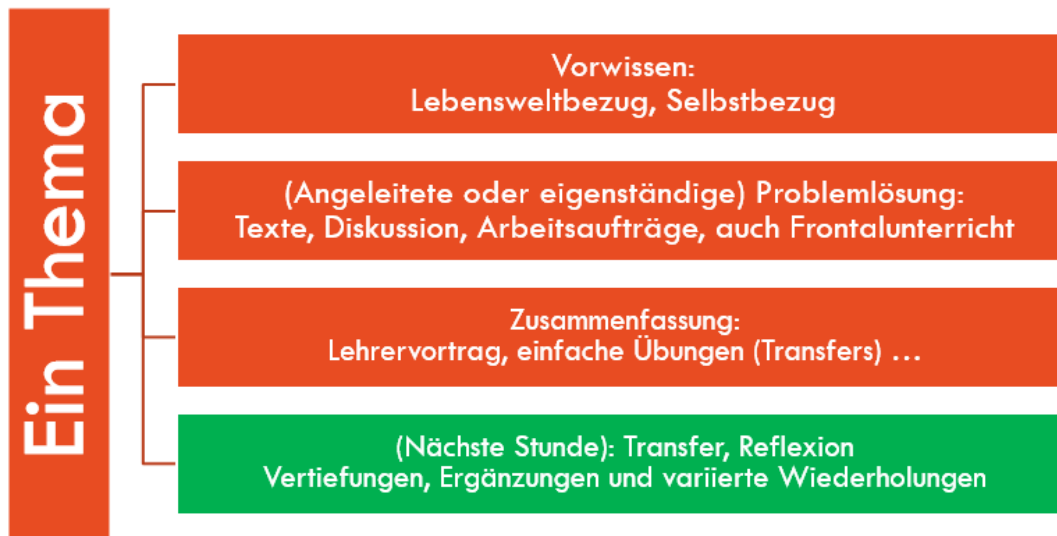 Ein Thema
Vorwissen:
Lebensweltbezug, Selbstbezug
(Angeleitete oder eigenständige) Problemlösung:
Texte, Diskussion, Arbeitsaufträge, auch Frontalunterricht
Zusammenfassung:
Lehrervortrag, einfache Übungen (Transfers) …
(Nächste Stunde): Transfer, Reflexion
Vertiefungen, Ergänzungen und variierte Wiederholungen